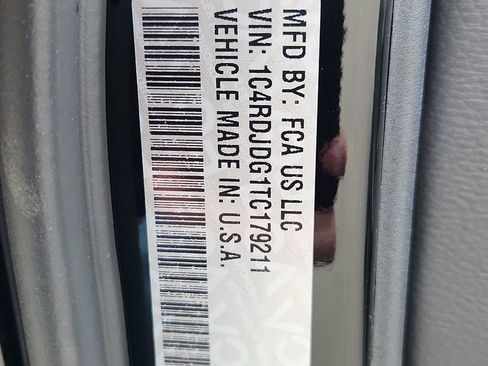 MFD BY: FCA US LLC
VIN: 1C4RDJDG1TC179211
VEHICLE MADE IN: U.S.A.